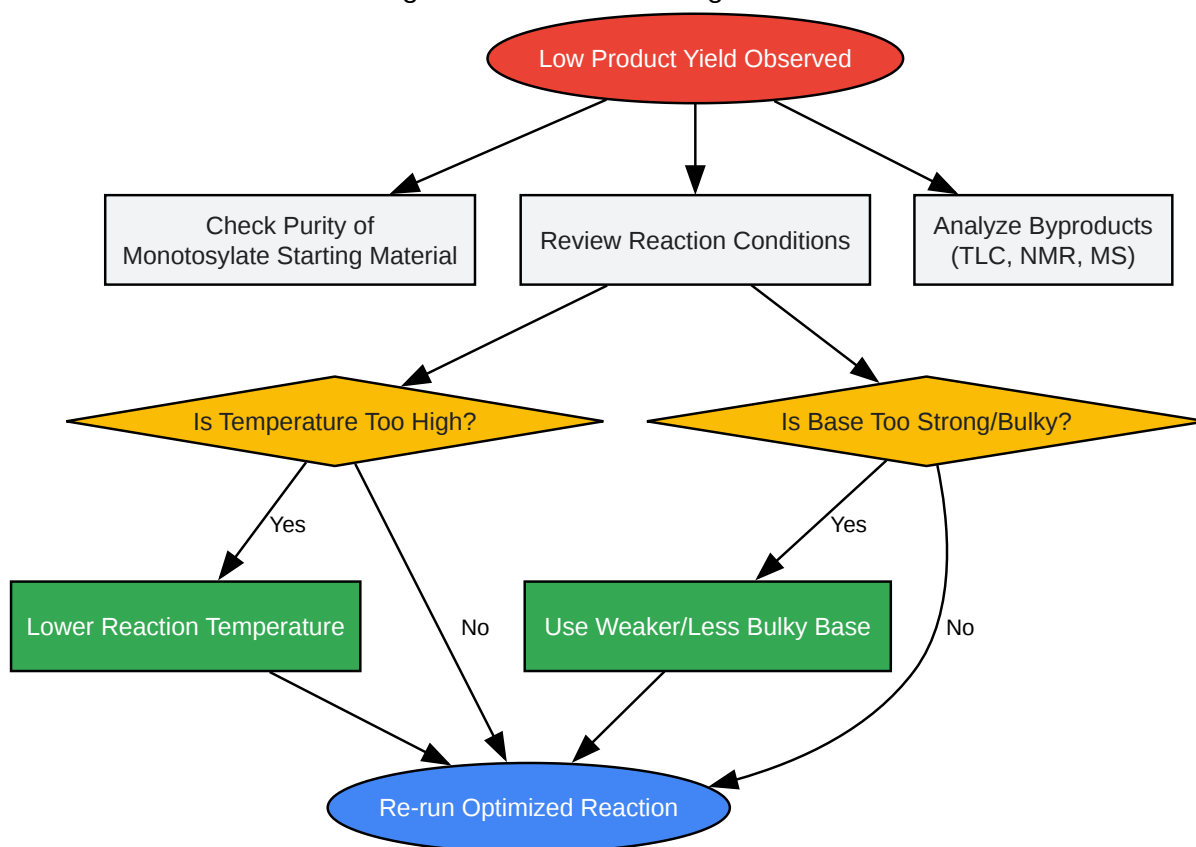 Low Product Yield Observed
Check Purity of
Monotosylate Starting Material
Review Reaction Conditions
Analyze Byproducts
(TLC, NMR, MS)
Is Temperature Too High?
Is Base Too Strong/Bulky?
Yes
Yes
Lower Reaction Temperature
No
Use Weaker/Less Bulky Base
No
Re-run Optimized Reaction